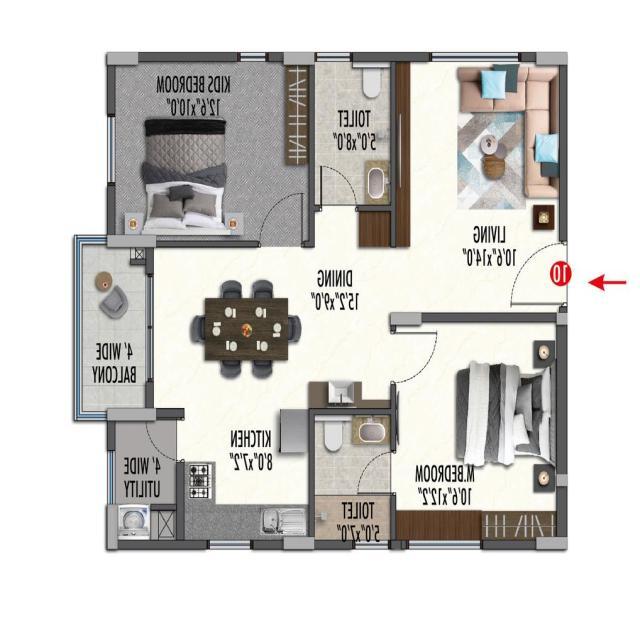 KIDS BEDROOM
12'6"x10'0"
TOILET
5'0"x8'0"
LIVING
10'6"x14'0"
10
DINING
15'2"x9'0"
4' WIDE
BALCONY
KITCHEN
8'0"x7'2"
4' WIDE
UTILITY
M.BEDROOM
10'6"x12'2"
TOILET
5'0"x7'0"